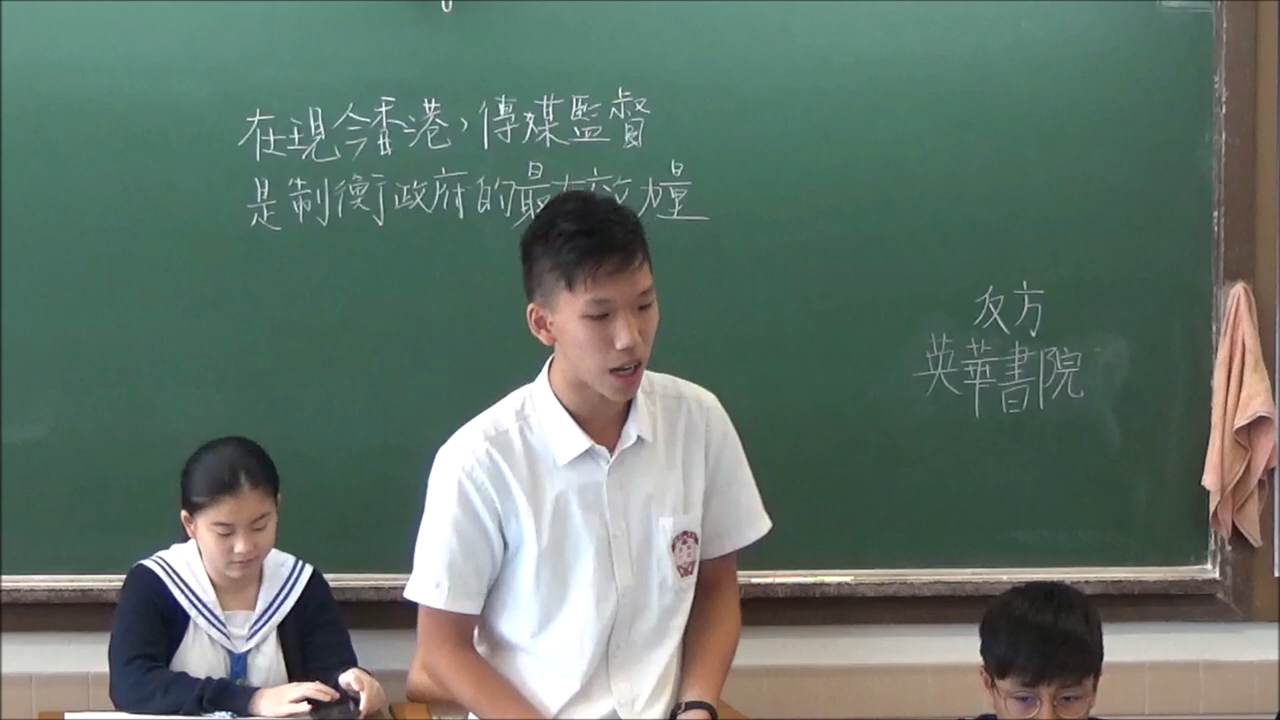 在現今香港，傳媒監督
是制衡政府的最有效力量
反方
英華書院